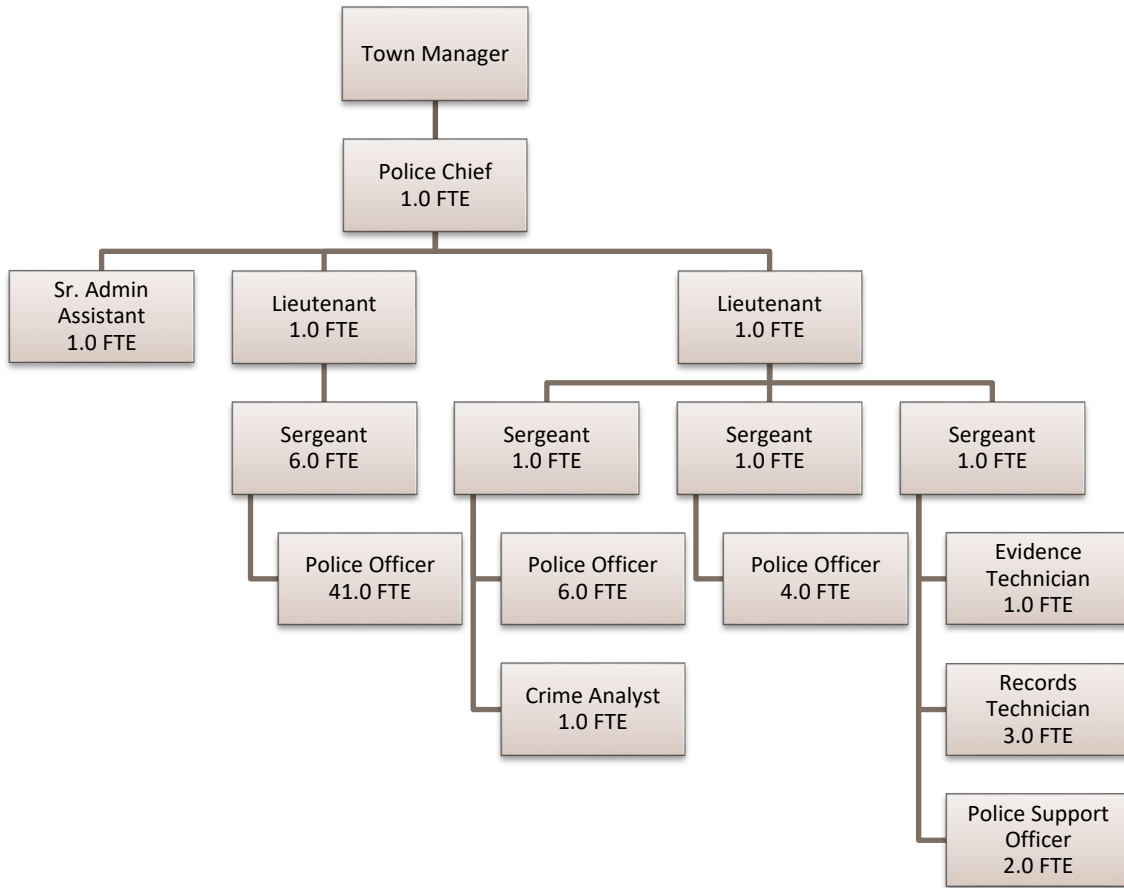 Town Manager
Police Chief
1.0 FTE
Sr. Admin
Assistant
1.0 FTE
Lieutenant
1.0 FTE
Lieutenant
1.0 FTE
Sergeant
6.0 FTE
Sergeant
1.0 FTE
Sergeant
1.0 FTE
Sergeant
1.0 FTE
Police Officer
41.0 FTE
Police Officer
6.0 FTE
Police Officer
4.0 FTE
Evidence
Technician
1.0 FTE
Crime Analyst
1.0 FTE
Records
Technician
3.0 FTE
Police Support
Officer
2.0 FTE